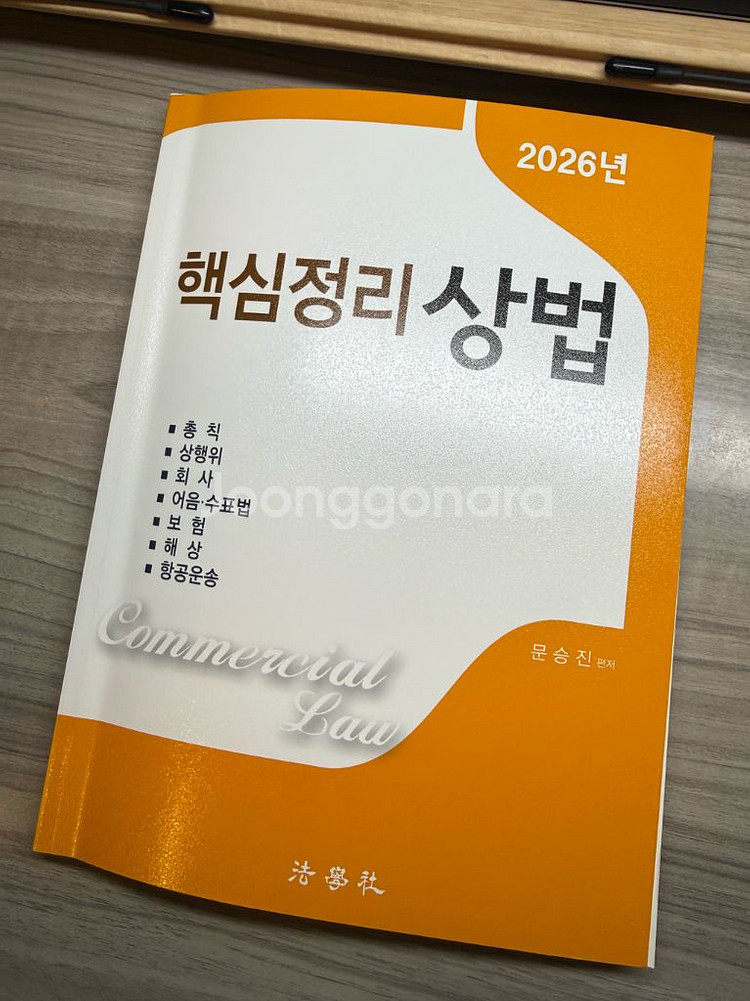 2026년
핵심정리 상법
▪ 총 칙
▪ 상행위
▪ 회 사
▪ 어음·수표법
▪ 보 험
▪ 해 상
▪ 항공운송
Joonggonara
Commercial
Law
문승진 편저
法學社